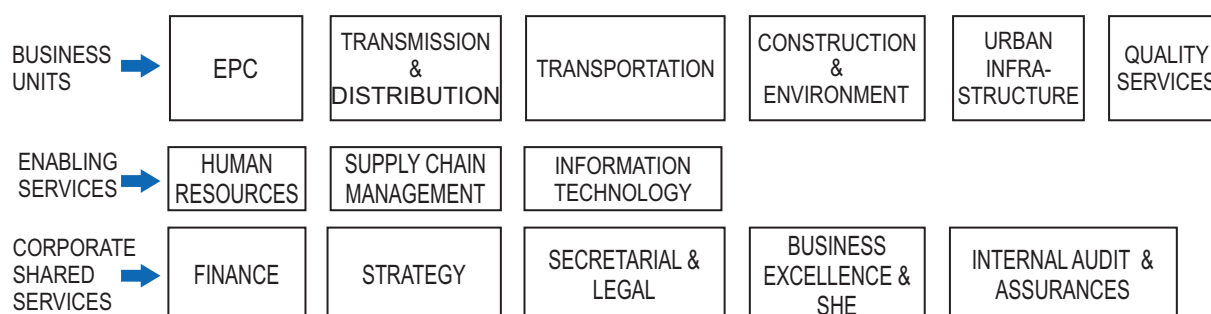 BUSINESS
UNITS
EPC
TRANSMISSION
&
DISTRIBUTION
TRANSPORTATION
CONSTRUCTION
&
ENVIRONMENT
URBAN
INFRA-
STRUCTURE
QUALITY
SERVICES
ENABLING
SERVICES
HUMAN
RESOURCES
SUPPLY CHAIN
MANAGEMENT
INFORMATION
TECHNOLOGY
CORPORATE
SHARED
SERVICES
FINANCE
STRATEGY
SECRETARIAL &
LEGAL
BUSINESS
EXCELLENCE &
SHE
INTERNAL AUDIT &
ASSURANCES